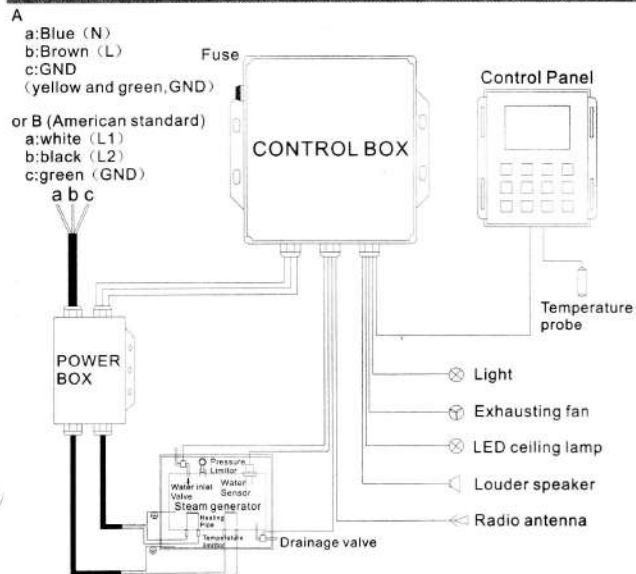 A
a:Blue (N)
b:Brown (L)
c:GND
(yellow and green,GND)
or B (American standard)
a:white (L1)
b:black (L2)
c:green (GND)
a b c
Fuse
CONTROL BOX
Control Panel
Temperature
probe
POWER
BOX
Light
Exhausting fan
LED ceiling lamp
Louder speaker
Radio antenna
Pressure
Limitor
Water inlet
Valve
Water
Sensor
Steam generator
Heating
Pipe
Temperature
limitor
Drainage valve